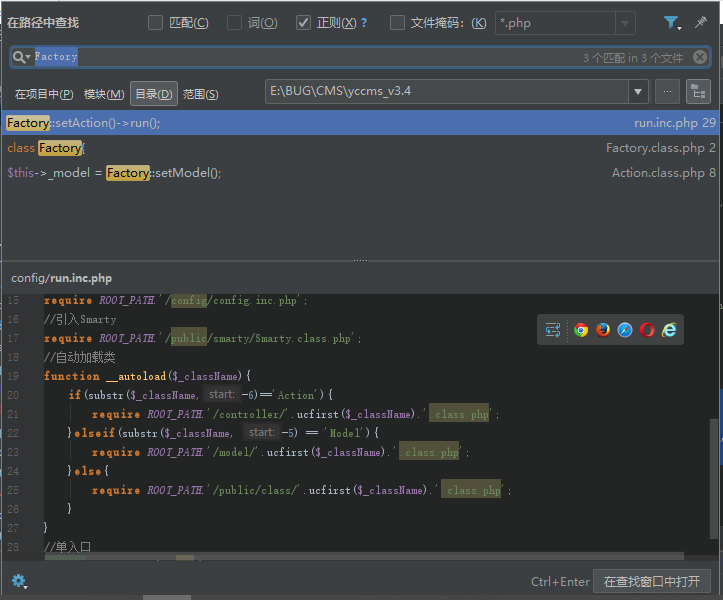 在路径中查找 匹配(C) 词(O) 正则(X) ? 文件掩码: (K) *.php
Factory 3 个匹配 in 3 个文件
在项目中(P) 模块(M) 目录(D) 范围(S) E:\BUG\CMS\yccms_v3.4 ...
Factory::setAction()->run(); run.inc.php 29
class Factory{ Factory.class.php 2
$this->_model = Factory::setModel(); Action.class.php 8
config/run.inc.php
15 require ROOT_PATH.'/config/config.inc.php';
16 //引入Smarty
17 require ROOT_PATH.'/public/smarty/Smarty.class.php';
18 //自动加载类
19 function __autoload($_className){
20 if(substr($_className, start: -6)=='Action'){
21 require ROOT_PATH.'/controller/'.ucfirst($_className).'.class.php';
22 }elseif(substr($_className, start: -5) == 'Model'){
23 require ROOT_PATH.'/model/'.ucfirst($_className).'.class.php';
24 }else{
25 require ROOT_PATH.'/public/class/'.ucfirst($_className).'.class.php';
26 }
27 }
28 //单入口
Ctrl+Enter 在查找窗口中打开